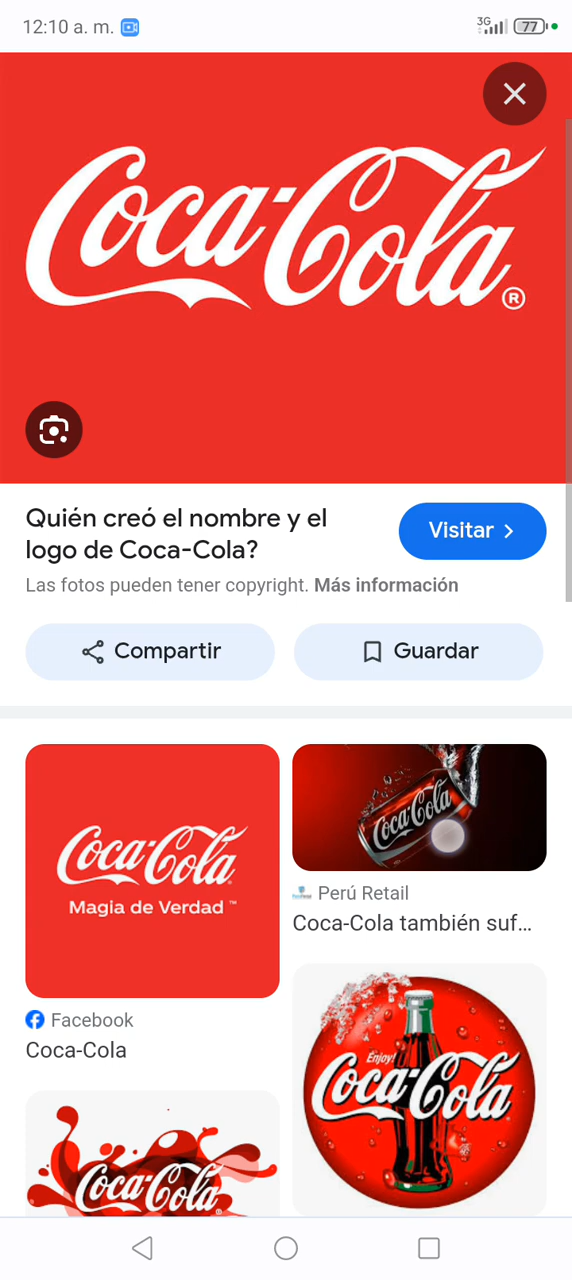 12:10 a. m.
3G
77
Coca-Cola
®
Quién creó el nombre y el
logo de Coca-Cola?
Visitar
Las fotos pueden tener copyright. Más información
Compartir
Guardar
Coca-Cola
Magia de Verdad ™
Facebook
Coca-Cola
Coca-Cola
Perú Retail
Coca-Cola también suf...
Enjoy
Coca-Cola
Coca-Cola
®